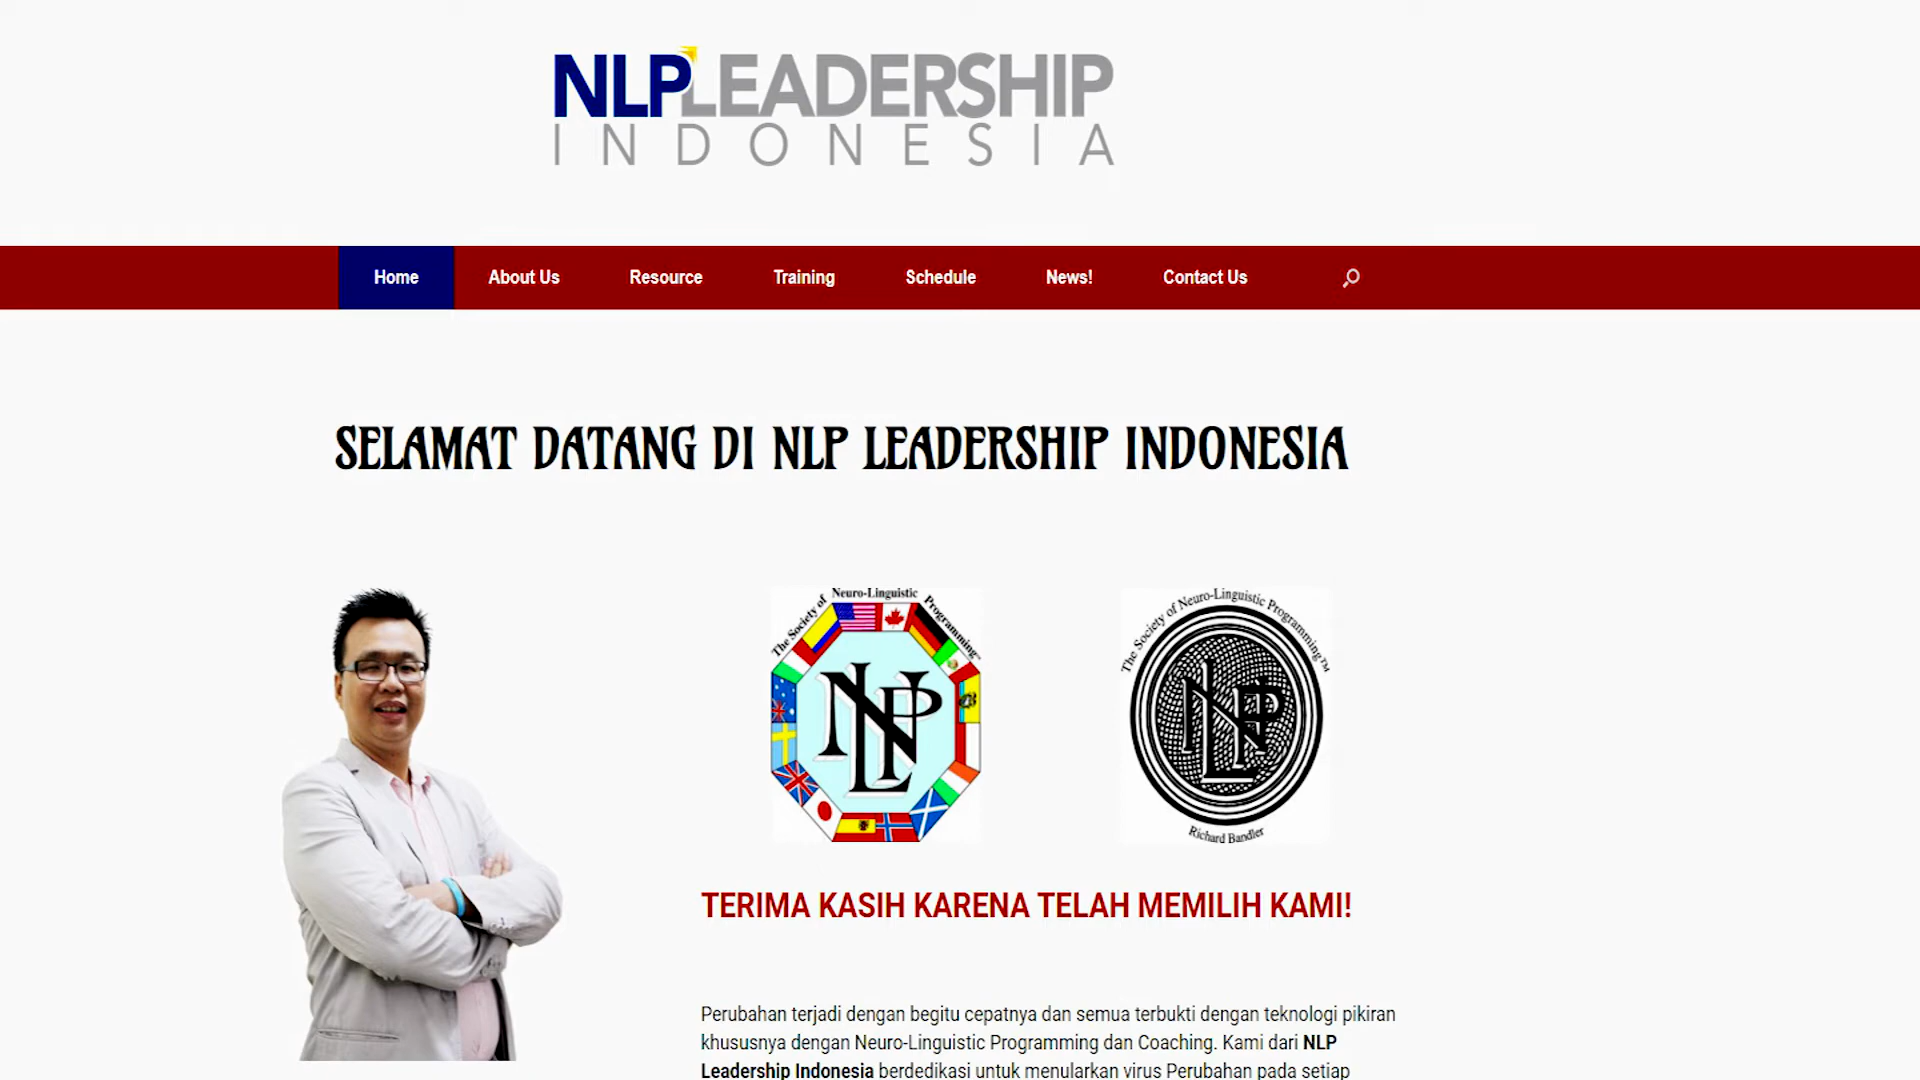 NLPLEADERSHIP
INDONESIA
Home About Us Resource Training Schedule News! Contact Us
SELAMAT DATANG DI NLP LEADERSHIP INDONESIA
The Society of Neuro-Linguistic Programming™
NLP
The Society of Neuro-Linguistic Programming™
NLP
Richard Bandler
TERIMA KASIH KARENA TELAH MEMILIH KAMI!
Perubahan terjadi dengan begitu cepatnya dan semua terbukti dengan teknologi pikiran
khususnya dengan Neuro-Linguistic Programming dan Coaching. Kami dari NLP
Leadership Indonesia berdedikasi untuk menularkan virus Perubahan pada setiap